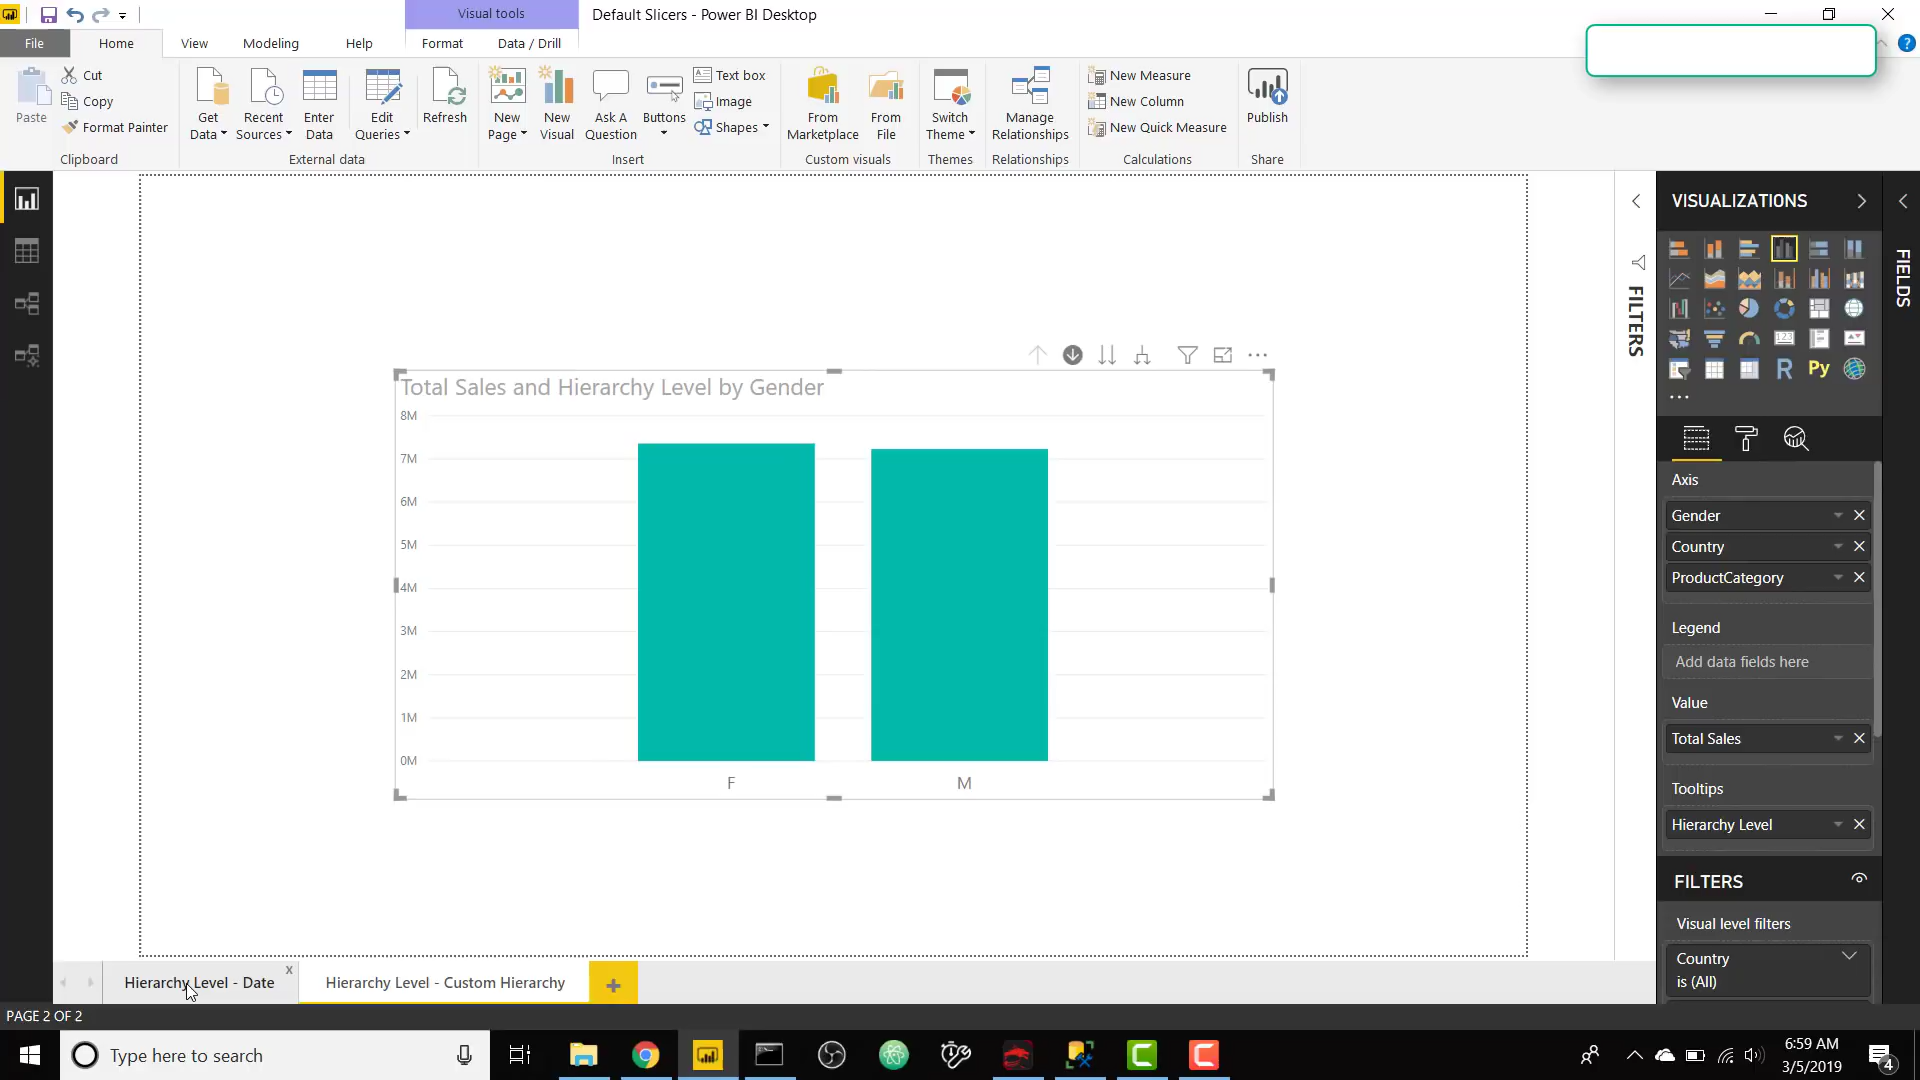 Visual tools
Default Slicers - Power BI Desktop
File
Home
View
Modeling
Help
Format
Data / Drill
?
Paste
Cut
Copy
Format Painter
Clipboard
Get Data
Recent Sources
Enter Data
Edit Queries
Refresh
External data
New Page
New Visual
Ask A Question
Buttons
Text box
Image
Shapes
Insert
From Marketplace
From File
Custom visuals
Switch Theme
Themes
Manage Relationships
Relationships
New Measure
New Column
New Quick Measure
Calculations
Publish
Share
Total Sales and Hierarchy Level by Gender
8M
7M
6M
5M
4M
3M
2M
1M
0M
F
M
FILTERS
VISUALIZATIONS
123
R
Py
Axis
Gender
Country
ProductCategory
Legend
Add data fields here
Value
Total Sales
Tooltips
Hierarchy Level
FILTERS
Visual level filters
Country
is (All)
FIELDS
Hierarchy Level - Date
x
Hierarchy Level - Custom Hierarchy
PAGE 2 OF 2
Type here to search
6:59 AM
3/5/2019
4